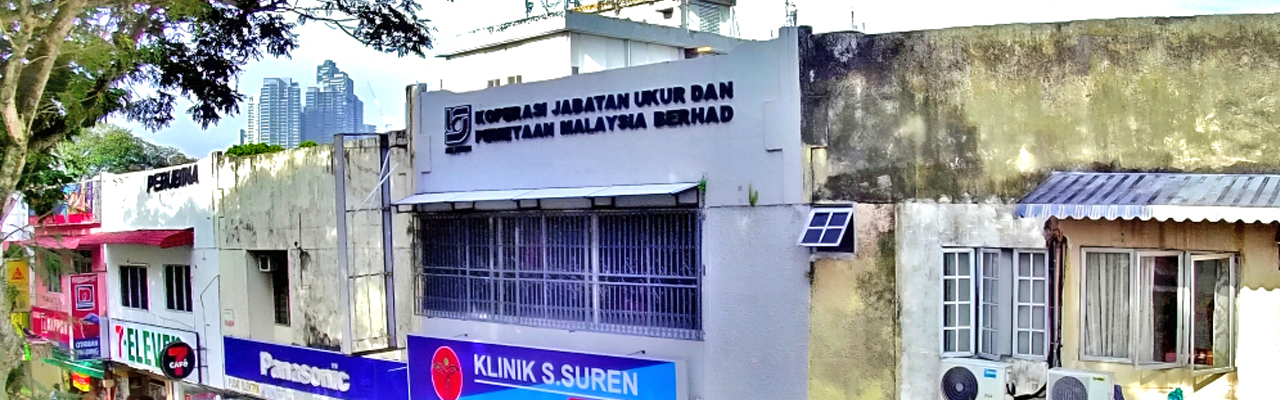 KOPERASI JABATAN UKUR DAN
PEMETAAN MALAYSIA BERHAD
PERUBINA
7-ELEVEN
7
CAFÉ
Panasonic
KLINIK S.SUREN